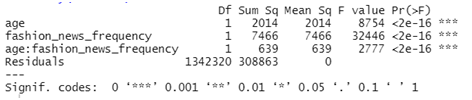 Df Sum Sq Mean Sq F value Pr(>F)
age 1 2014 2014 8754 <2e-16 ***
fashion_news_frequency 1 7466 7466 32446 <2e-16 ***
age:fashion_news_frequency 1 639 639 2777 <2e-16 ***
Residuals 1342320 308863 0
---
Signif. codes: 0 ‘***’ 0.001 ‘**’ 0.01 ‘*’ 0.05 ‘.’ 0.1 ‘ ’ 1